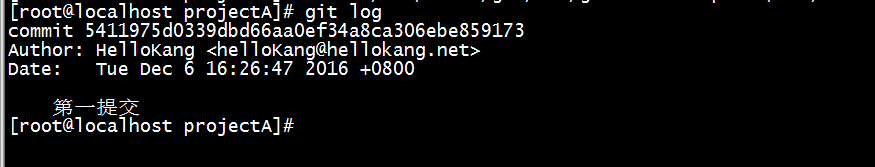 [root@localhost projectA]# git log
commit 5411975d0339dbd66aa0ef34a8ca306ebe859173
Author: HelloKang <helloKang@hellokang.net>
Date:   Tue Dec 6 16:26:47 2016 +0800
第一提交
[root@localhost projectA]#